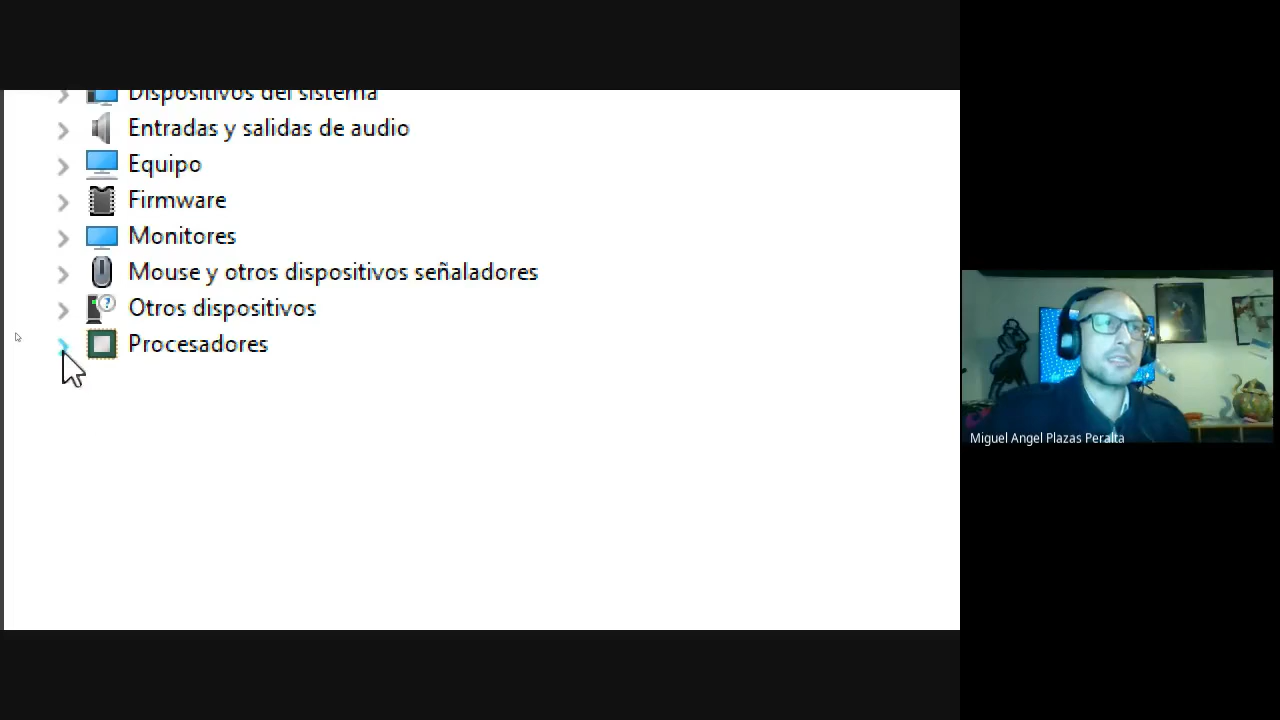 Dispositivos del sistema
Entradas y salidas de audio
Equipo
Firmware
Monitores
Mouse y otros dispositivos señaladores
Otros dispositivos
Procesadores
Miguel Angel Plazas Peralta